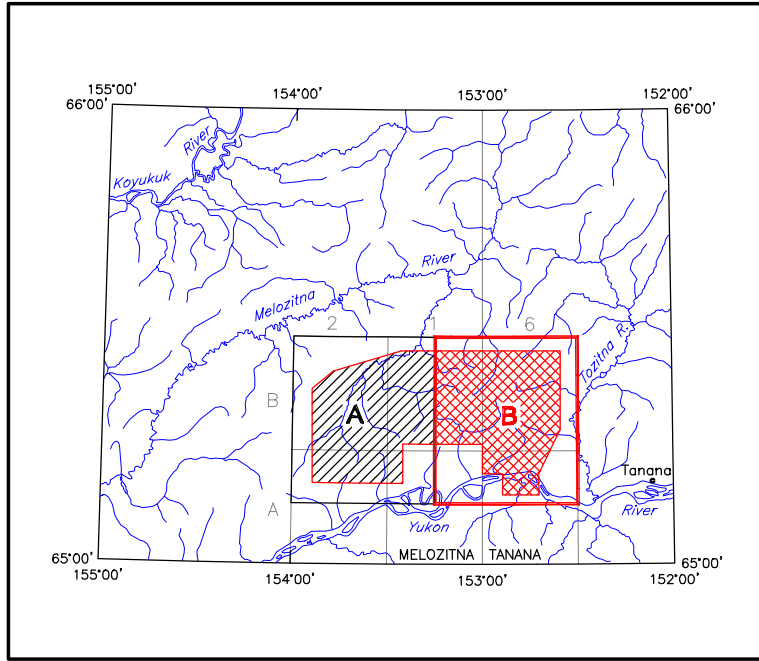 155°00'
154°00'
153°00'
152°00'
66°00'
66°00'
River
Koyukuk
River
Melozitna
2
1
6
Tozitna R.
B
A
B
Tanana
A
Yukon
River
MELOZITNA
TANANA
65°00'
65°00'
155°00'
154°00'
153°00'
152°00'